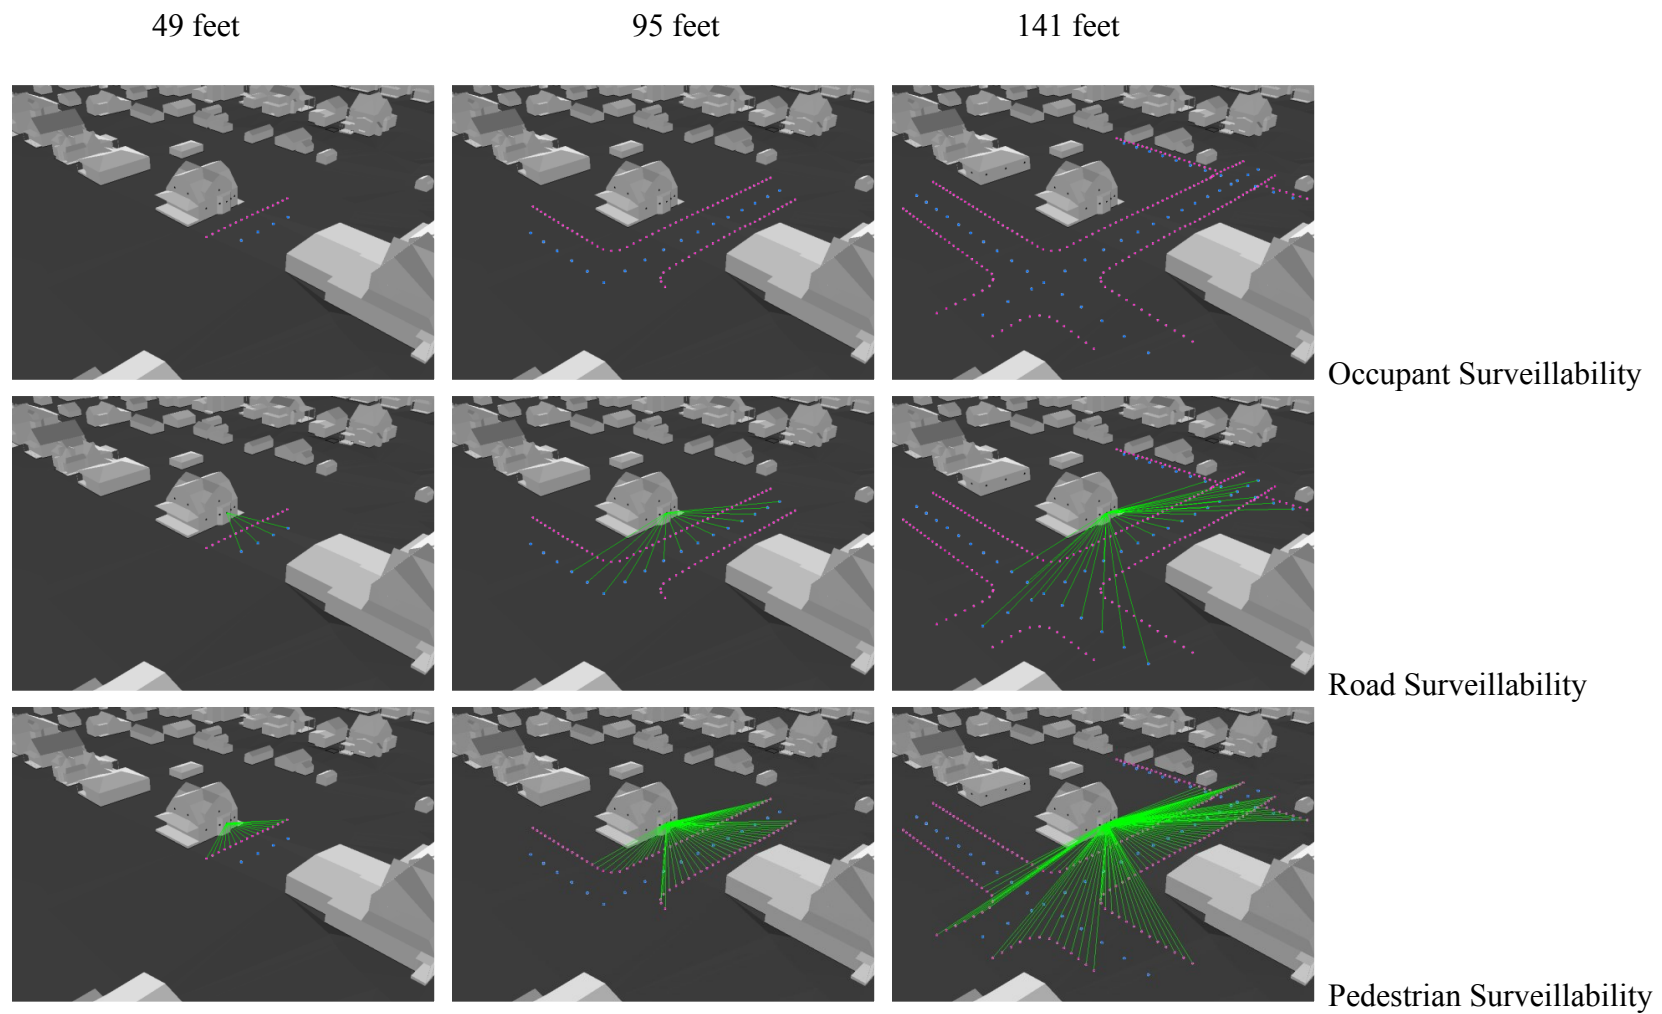 49 feet
95 feet
141 feet
Occupant Surveillability
Road Surveillability
Pedestrian Surveillability